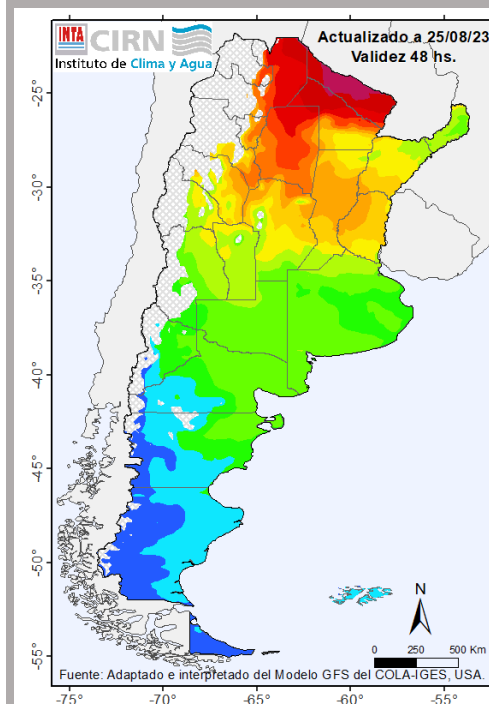 INTA CIRN
Instituto de Clima y Agua
Actualizado a 25/08/23
Validez 48 hs.
-25°
-30°
-35°
-40°
-45°
-50°
-55°
N
0 250 500 Km
Fuente: Adaptado e interpretado del Modelo GFS del COLA-IGES, USA.
-75° -70° -65° -60° -55°